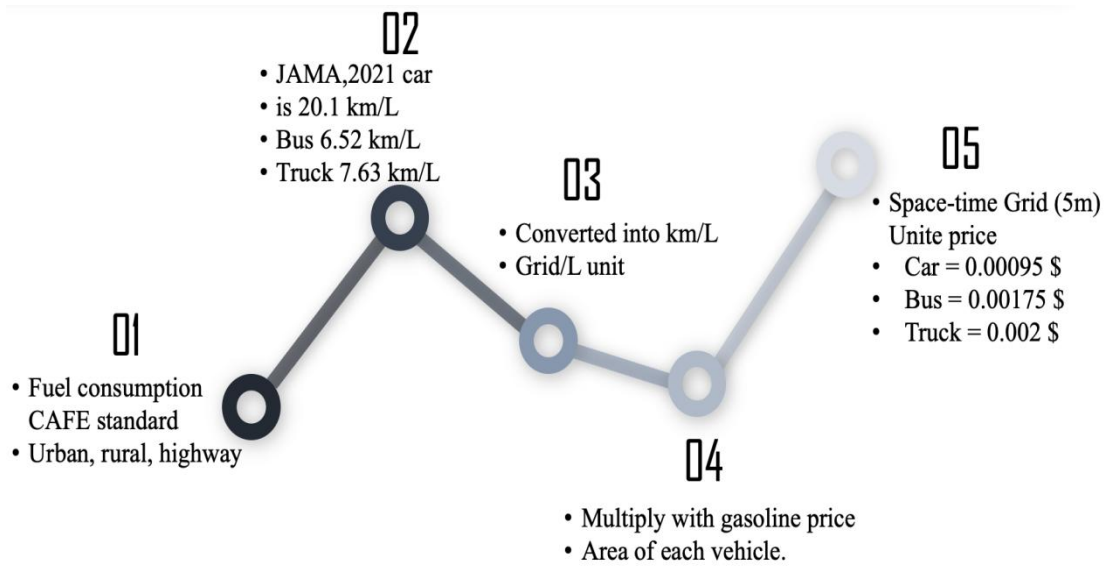 01
• Fuel consumption
CAFE standard
• Urban, rural, highway
02
• JAMA,2021 car
• is 20.1 km/L
• Bus 6.52 km/L
• Truck 7.63 km/L
03
• Converted into km/L
• Grid/L unit
04
• Multiply with gasoline price
• Area of each vehicle.
05
• Space-time Grid (5m)
Unite price
• Car = 0.00095 $
• Bus = 0.00175 $
• Truck = 0.002 $